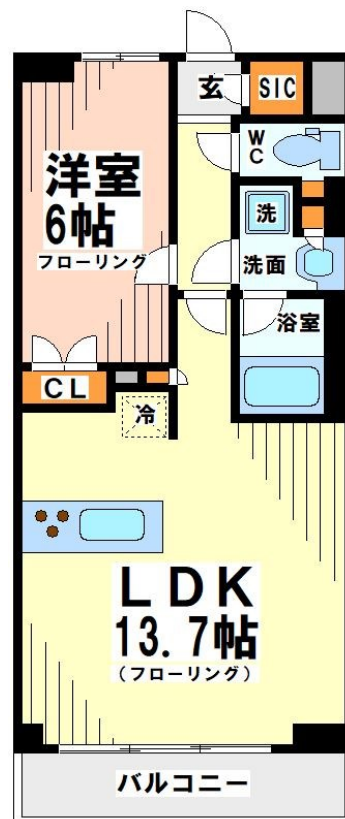 玄
SIC
WC
洋室
6帖
フローリング
洗
洗面
浴室
CL
冷
LDK
13.7帖
(フローリング)
バルコニー